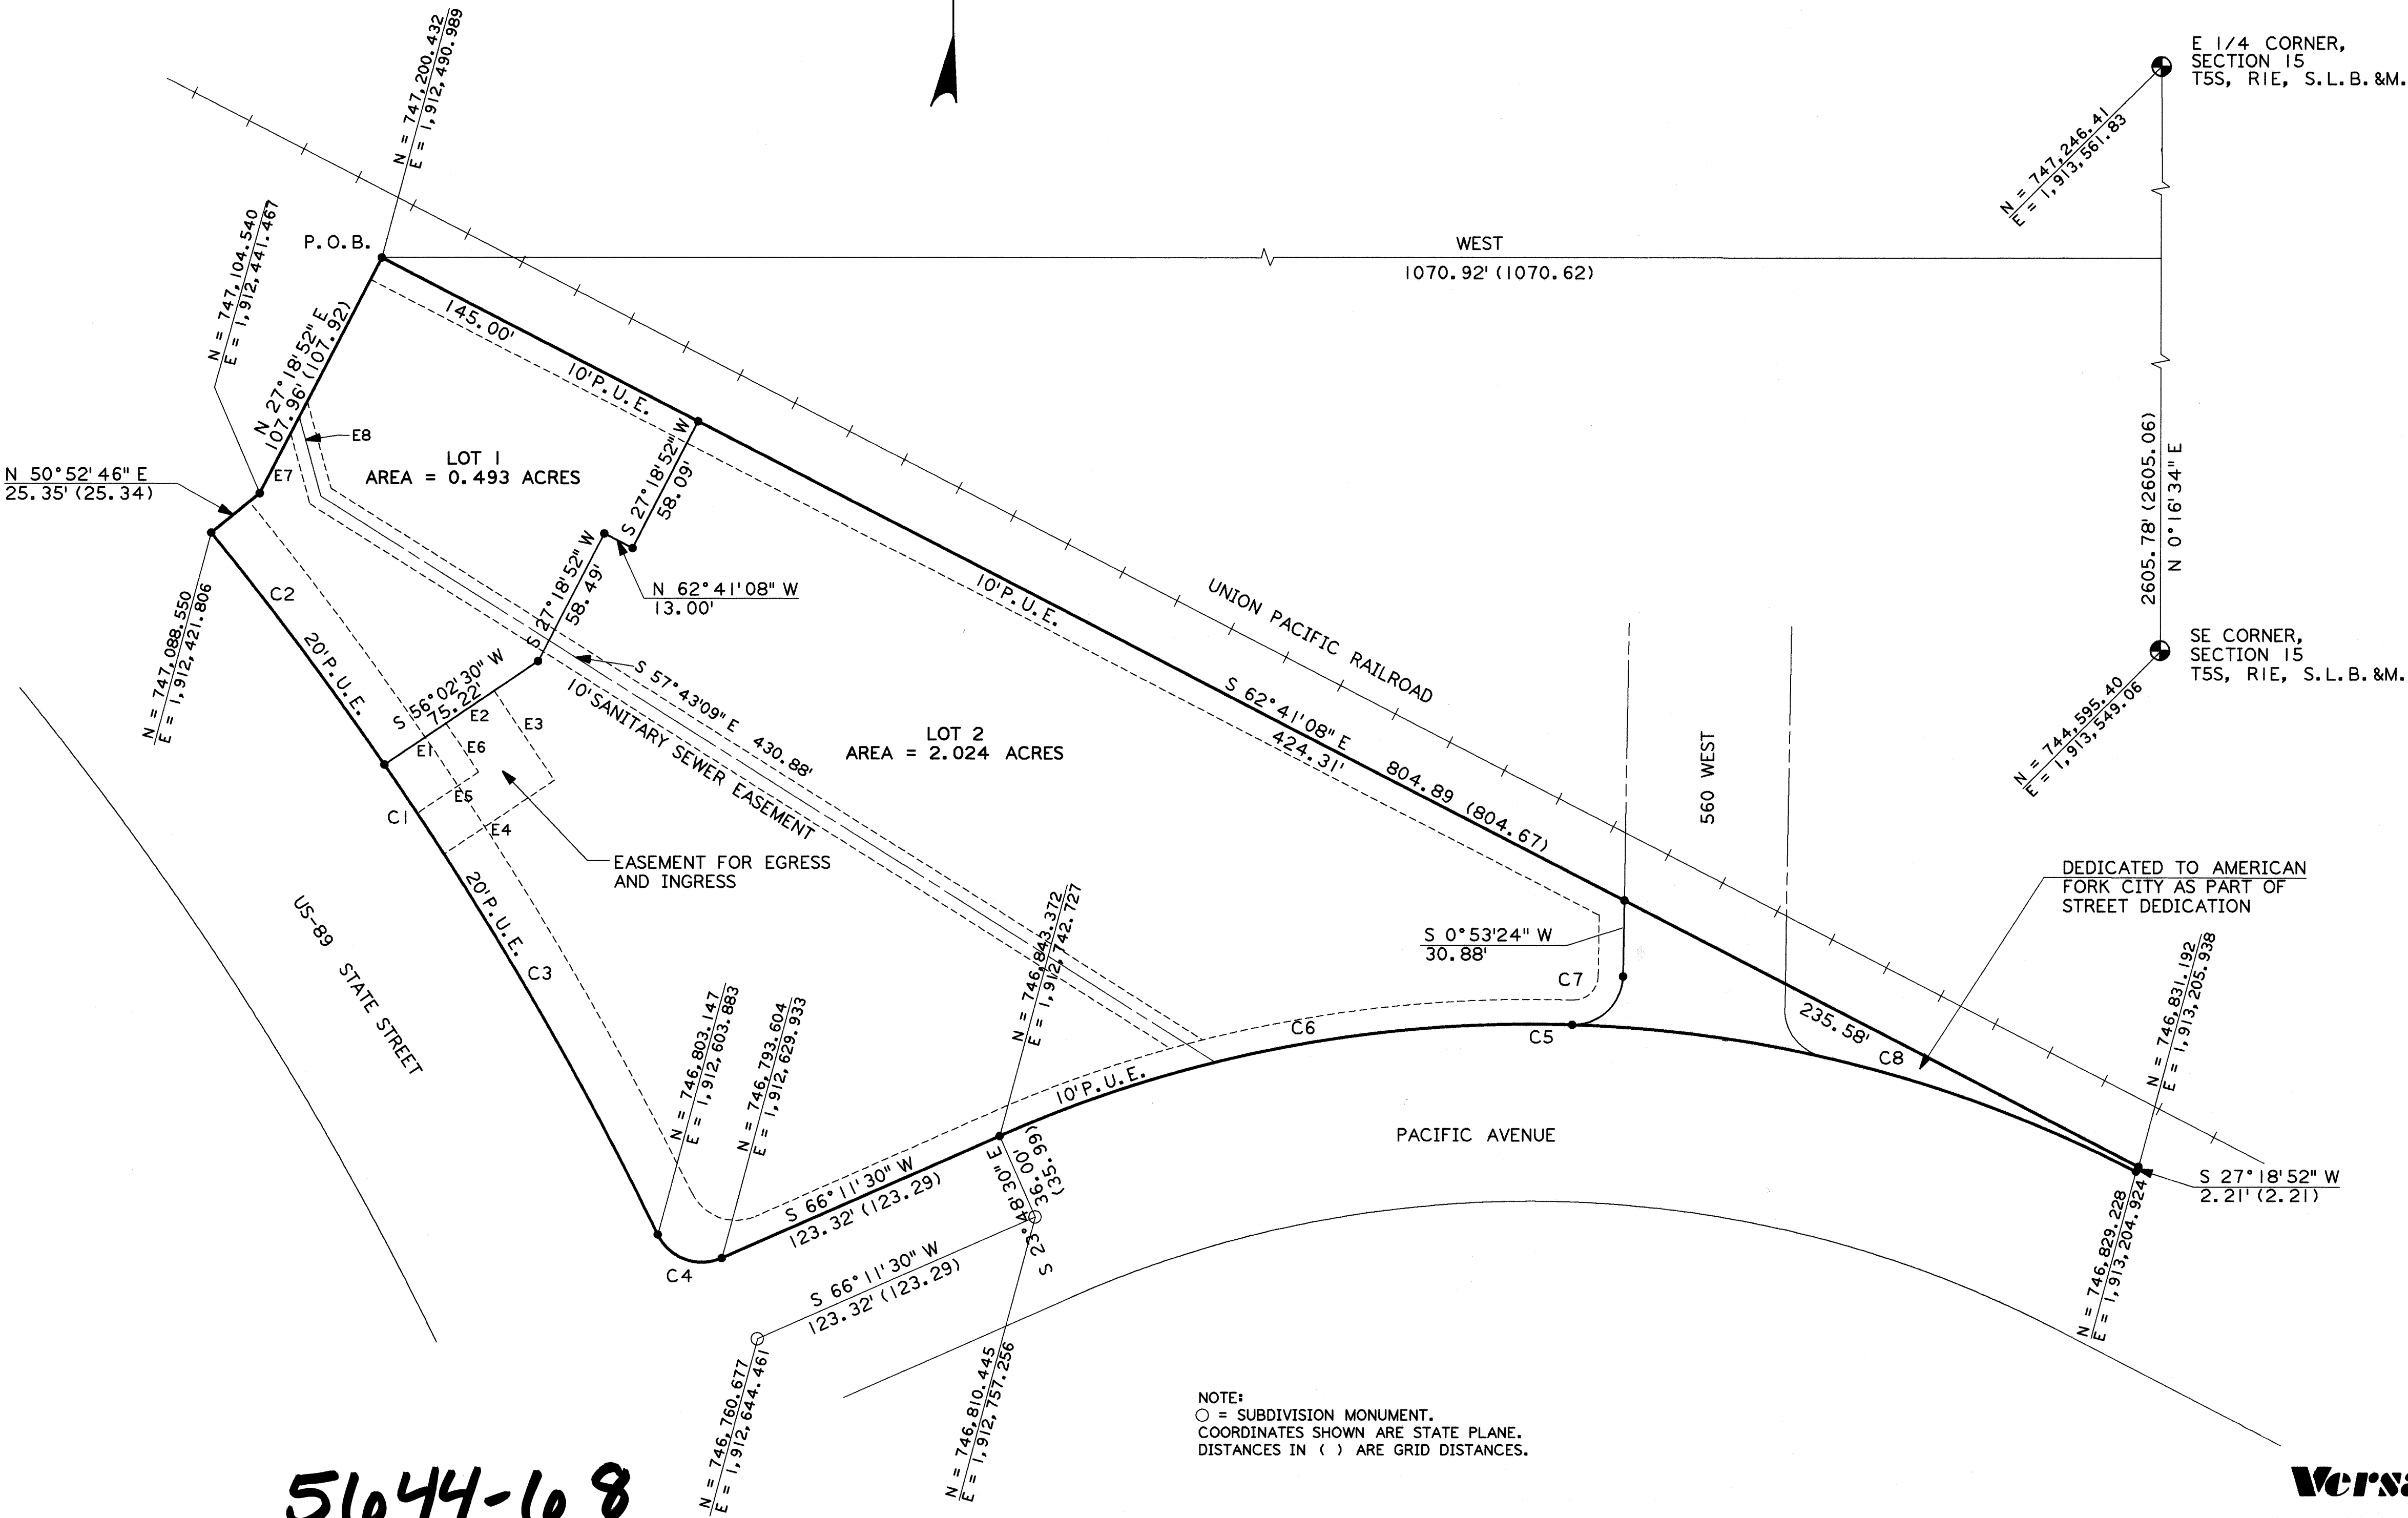 N = 747,200.432
E = 1,912,490.989
E 1/4 CORNER,
SECTION 15
T5S, R1E, S.L.B.&M.
N = 747,246.41
E = 1,913,561.83
P.O.B.
WEST
1070.92' (1070.62)
N = 747,104.540
E = 1,912,441.467
N 27°18'52" E
107.96' (107.92)
145.00'
10' P.U.E.
E8
E7
LOT 1
AREA = 0.493 ACRES
N 50°52'46" E
25.35' (25.34)
S 27°18'52" W
58.09'
S 27°18'52" W
58.49'
N 62°41'08" W
13.00'
2605.78' (2605.06)
N 0°16'34" E
SE CORNER,
SECTION 15
T5S, R1E, S.L.B.&M.
N = 744,595.40
E = 1,913,549.06
N = 747,088.550
E = 1,912,421.806
C2
20' P.U.E.
S 56°02'30" W
75.22'
E1
E2
E3
E6
E5
E4
C1
S 57°43'09" E 430.88'
10' SANITARY SEWER EASEMENT
LOT 2
AREA = 2.024 ACRES
10' P.U.E.
UNION PACIFIC RAILROAD
S 62°41'08" E
424.31'
804.89 (804.67)
560 WEST
EASEMENT FOR EGRESS
AND INGRESS
20' P.U.E.
C3
US-89 STATE STREET
DEDICATED TO AMERICAN
FORK CITY AS PART OF
STREET DEDICATION
S 0°53'24" W
30.88'
C7
C6
C5
235.58'
C8
N = 746,831.192
E = 1,913,205.938
N = 746,843.372
E = 1,912,742.727
N = 746,803.147
E = 1,912,603.883
N = 746,793.604
E = 1,912,629.933
10' P.U.E.
PACIFIC AVENUE
S 66°11'30" W
123.32' (123.29)
S 23°48'30" E
36.00'
(35.99)
C4
S 66°11'30" W
123.32' (123.29)
S 27°18'52" W
2.21' (2.21)
N = 746,829.228
E = 1,913,204.924
N = 746,760.677
E = 1,912,644.461
N = 746,810.445
E = 1,912,757.256
NOTE:
○ = SUBDIVISION MONUMENT.
COORDINATES SHOWN ARE STATE PLANE.
DISTANCES IN ( ) ARE GRID DISTANCES.
Versa